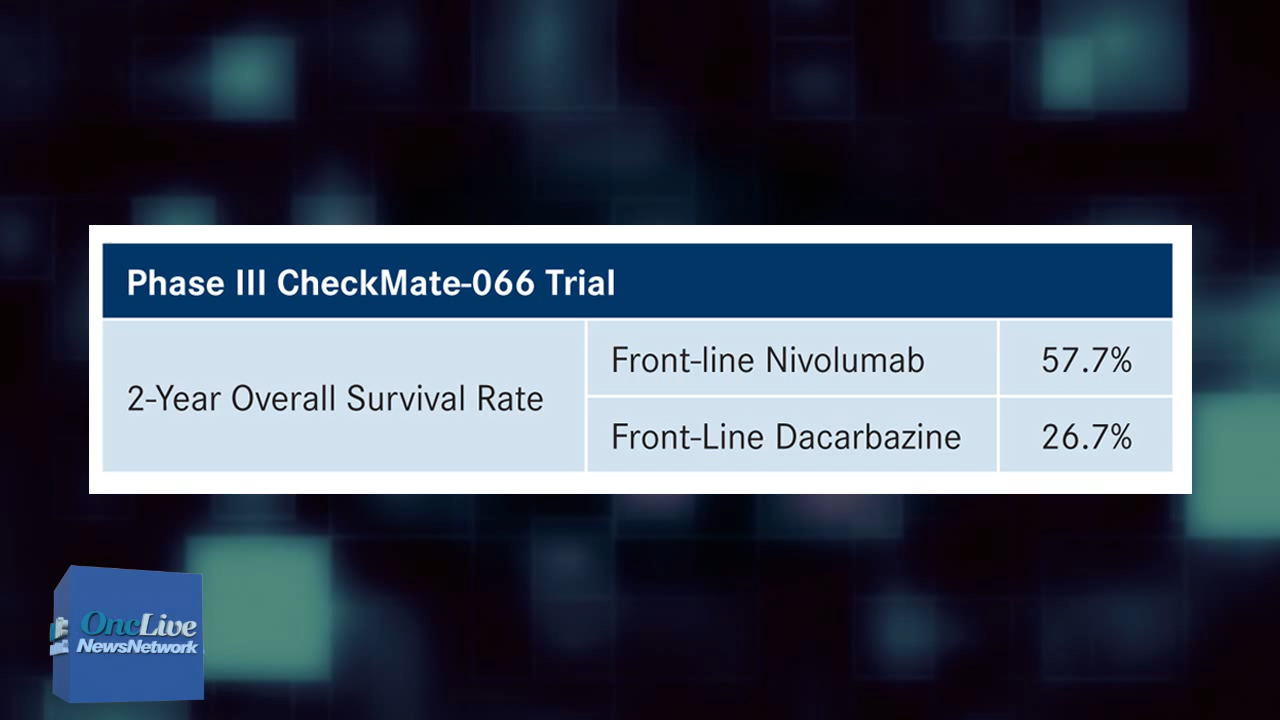 Phase III CheckMate-066 Trial
2-Year Overall Survival Rate
Front-line Nivolumab
57.7%
Front-Line Dacarbazine
26.7%
OncLive
NewsNetwork